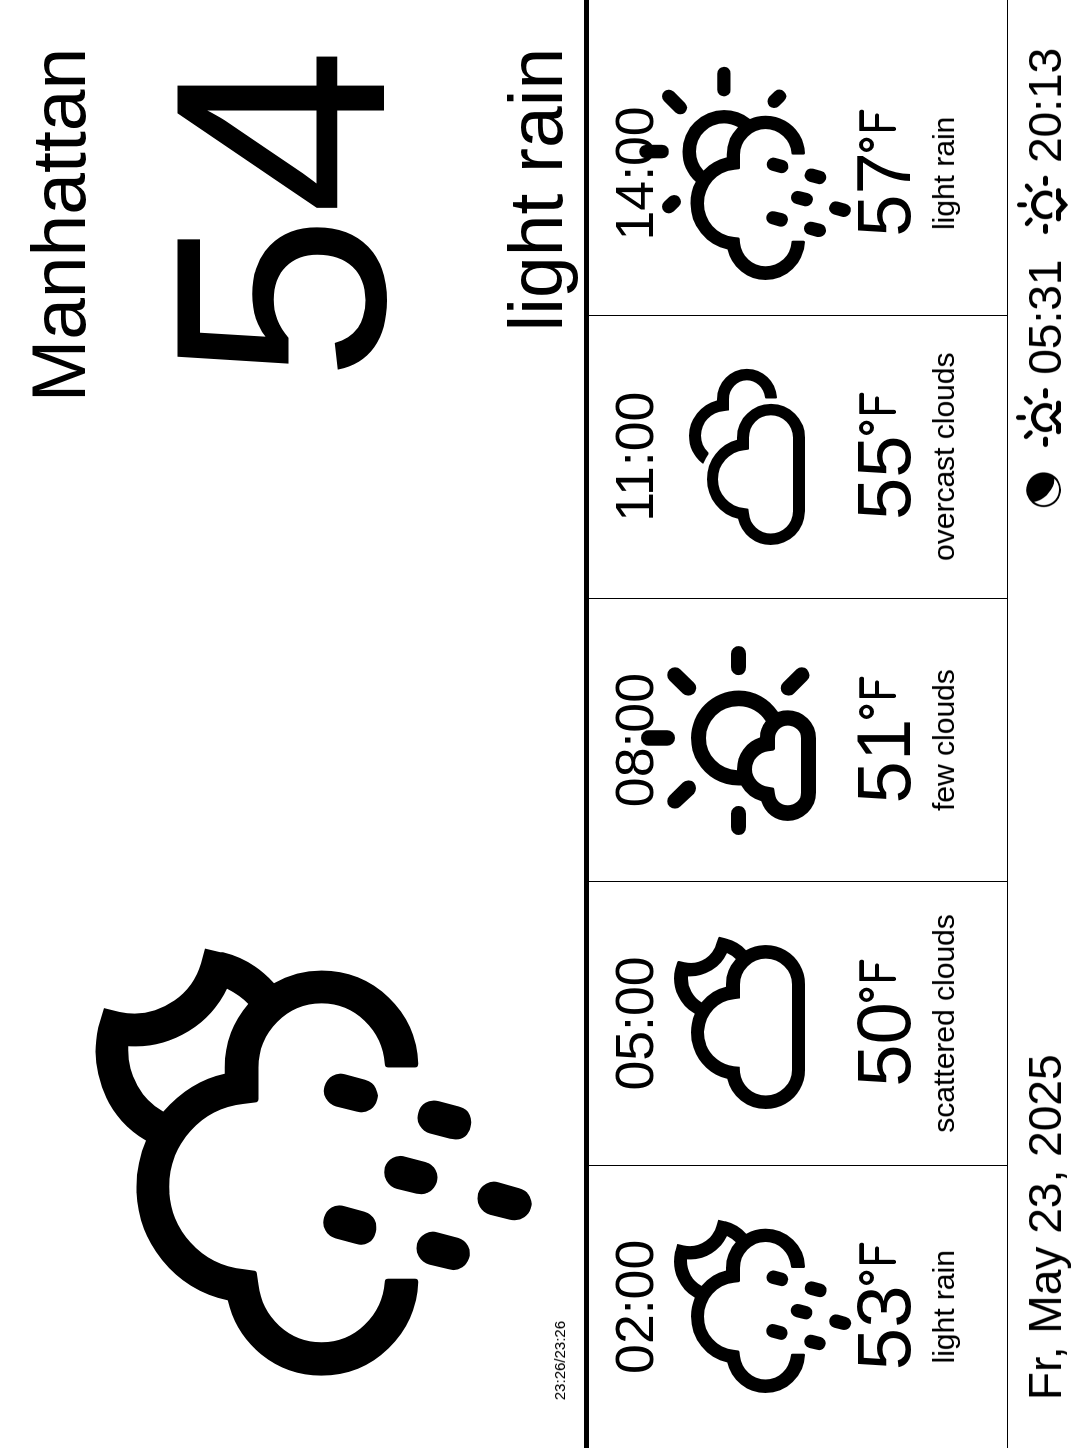 Manhattan
54
light rain
23:26/23:26
02:00
53°F
light rain
05:00
50°F
scattered clouds
08:00
51°F
few clouds
11:00
55°F
overcast clouds
14:00
57°F
light rain
Fr, May 23, 2025
05:31
20:13